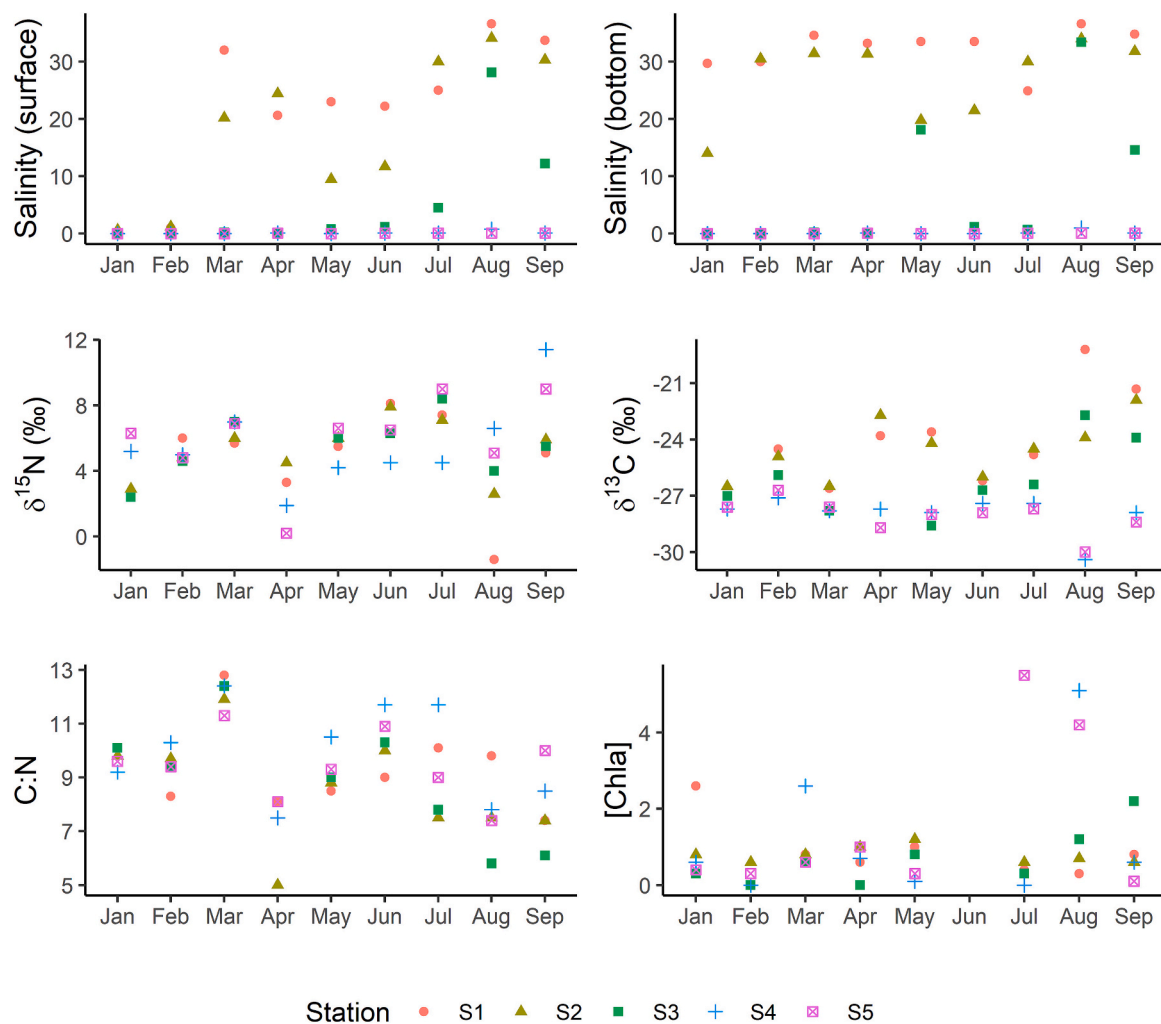 Salinity (surface)
30
20
10
0
Jan Feb Mar Apr May Jun Jul Aug Sep
Salinity (bottom)
30
20
10
0
Jan Feb Mar Apr May Jun Jul Aug Sep
δ15N (‰)
12
8
4
0
Jan Feb Mar Apr May Jun Jul Aug Sep
δ13C (‰)
-21
-24
-27
-30
Jan Feb Mar Apr May Jun Jul Aug Sep
C:N
13
11
9
7
5
Jan Feb Mar Apr May Jun Jul Aug Sep
[Chla]
4
2
0
Jan Feb Mar Apr May Jun Jul Aug Sep
Station S1 S2 S3 S4 S5